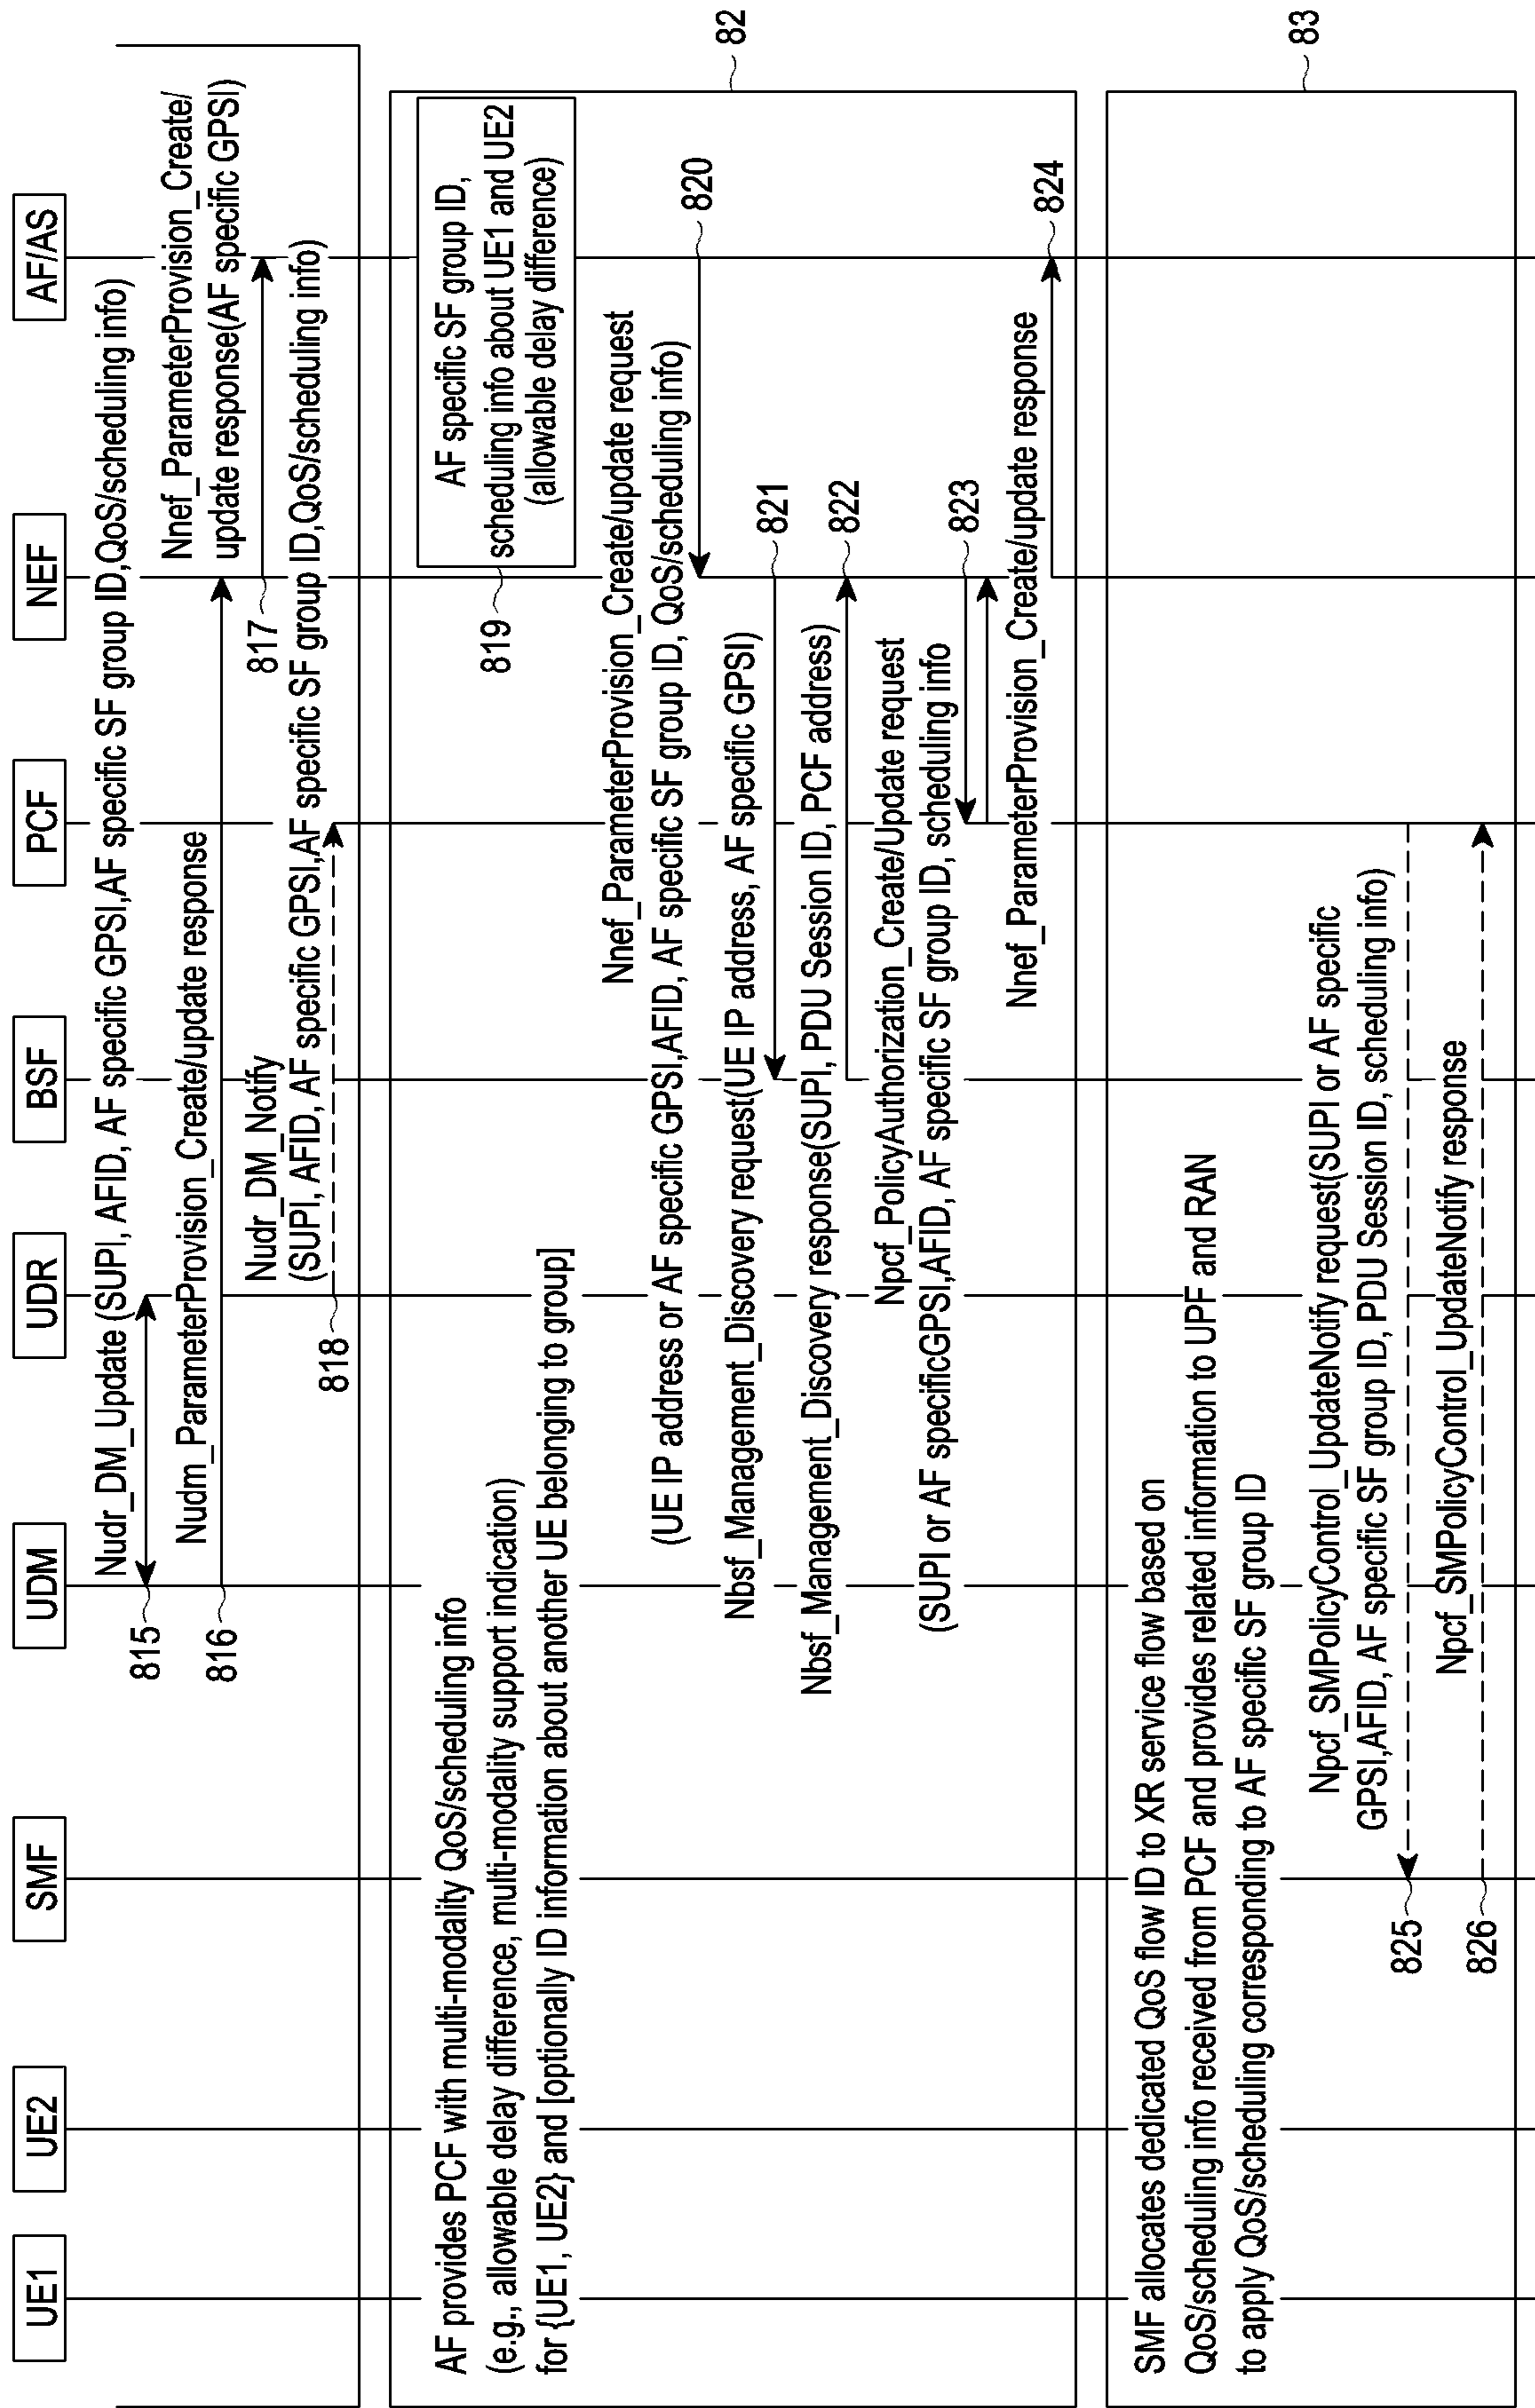 UE1
UE2
SMF
UDM
UDR
BSF
PCF
NEF
AF/AS
Nudr_DM_Update (SUPI, AFID, AF specific GPSI,AF specific SF group ID,QoS/scheduling info)
815
Nudm_ParameterProvision_Create/update response
816
Nnef_ParameterProvision_Create/
update response(AF specific GPSI)
817
Nudr_DM_Notify
(SUPI, AFID, AF specific GPSI,AF specific SF group ID,QoS/scheduling info)
818
82
AF provides PCF with multi-modality QoS/scheduling info
(e.g., allowable delay difference, multi-modality support indication)
for {UE1, UE2} and [optionally ID information about another UE belonging to group]
AF specific SF group ID,
scheduling info about UE1 and UE2
(allowable delay difference)
819
Nnef_ParameterProvision_Create/update request
(UE IP address or AF specific GPSI,AFID, AF specific SF group ID, QoS/scheduling info)
820
Nbsf_Management_Discovery request(UE IP address, AF specific GPSI)
821
Nbsf_Management_Discovery response(SUPI, PDU Session ID, PCF address)
822
Npcf_PolicyAuthorization_Create/Update request
(SUPI or AF specificGPSI,AFID, AF specific SF group ID, scheduling info
823
Nnef_ParameterProvision_Create/update response
824
83
SMF allocates dedicated QoS flow ID to XR service flow based on
QoS/scheduling info received from PCF and provides related information to UPF and RAN
to apply QoS/scheduling corresponding to AF specific SF group ID
Npcf_SMPolicyControl_UpdateNotify request(SUPI or AF specific
GPSI,AFID, AF specific SF group ID, PDU Session ID, scheduling info)
825
Npcf_SMPolicyControl_UpdateNotify response
826